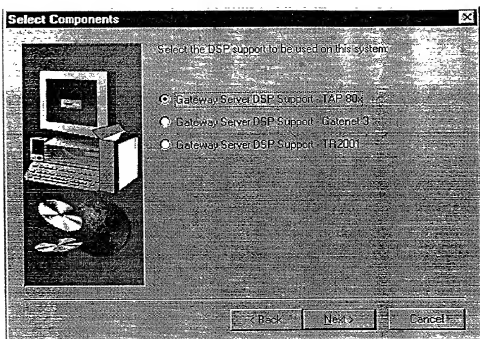 Select Components
Select the DSP support to be used on this system:
Gateway Server DSP Support - TAP 80x
Gateway Server DSP Support - Gatenet-3
Gateway Server DSP Support - TR2001
< Back
Next >
Cancel